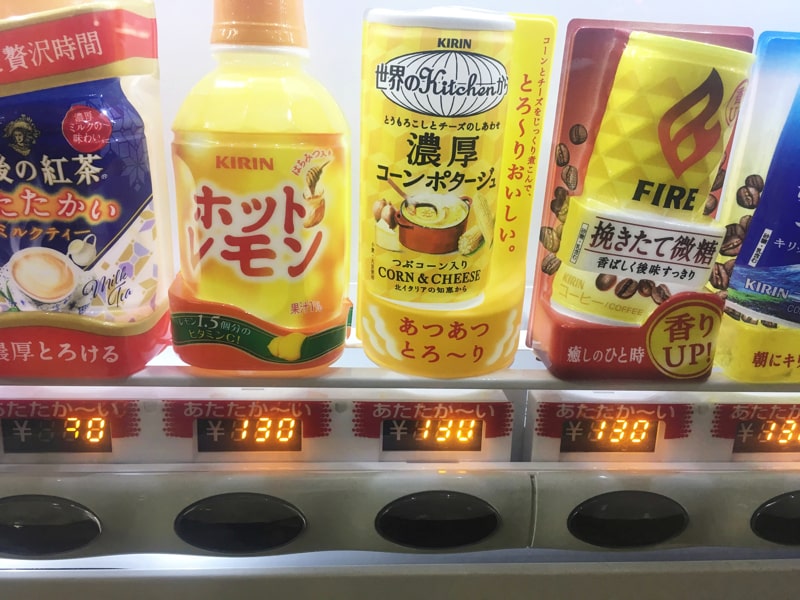 贅沢時間
濃厚
ミルクの
味わい。
後の紅茶®
たたかい
ミルクティー
Milk
Tea
濃厚とろける
KIRIN
はちみつ入り
ホット
レモン
レモン1.5個分の
ビタミンC!
KIRIN
世界のKitchenから
とうもろこしとチーズのしあわせ
濃厚
コーンポタージュ
つぶコーン入り
CORN & CHEESE
北イタリアの知恵から
コーンとチーズをじっくり煮こんで、
とろ〜りおいしい。
あつあつ
とろ〜り
FIRE
挽きたて微糖
香ばしく後味すっきり
KIRIN
コーヒー/COFFEE
癒しのひと時
香り
UP!
KIRIN
朝にキ
あたたか〜い
あたたか〜い
あたたか〜い
あたたか〜い
あたたか
¥ 130
¥ 130
¥ 130
¥